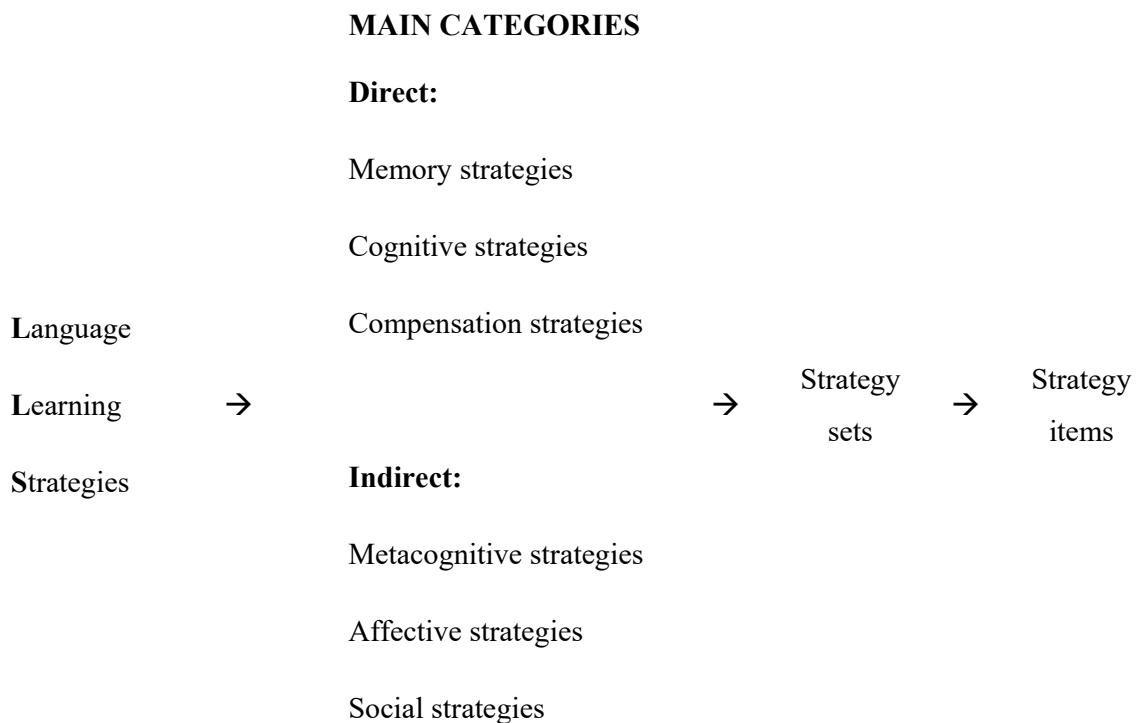 MAIN CATEGORIES
Direct:
Memory strategies
Cognitive strategies
Compensation strategies
Language
Learning
Strategies
→
→
Strategy
sets
→
Strategy
items
Indirect:
Metacognitive strategies
Affective strategies
Social strategies